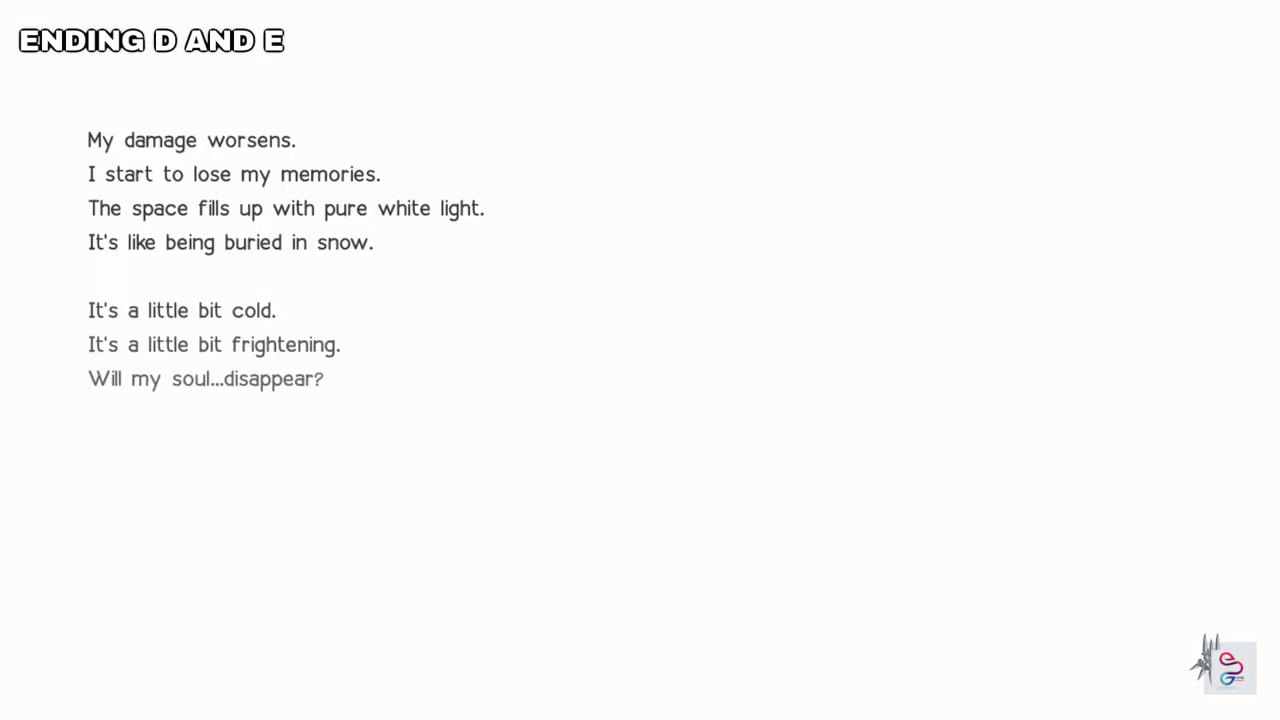 ENDING D AND E
My damage worsens.
I start to lose my memories.
The space fills up with pure white light.
It's like being buried in snow.
It's a little bit cold.
It's a little bit frightening.
Will my soul...disappear?